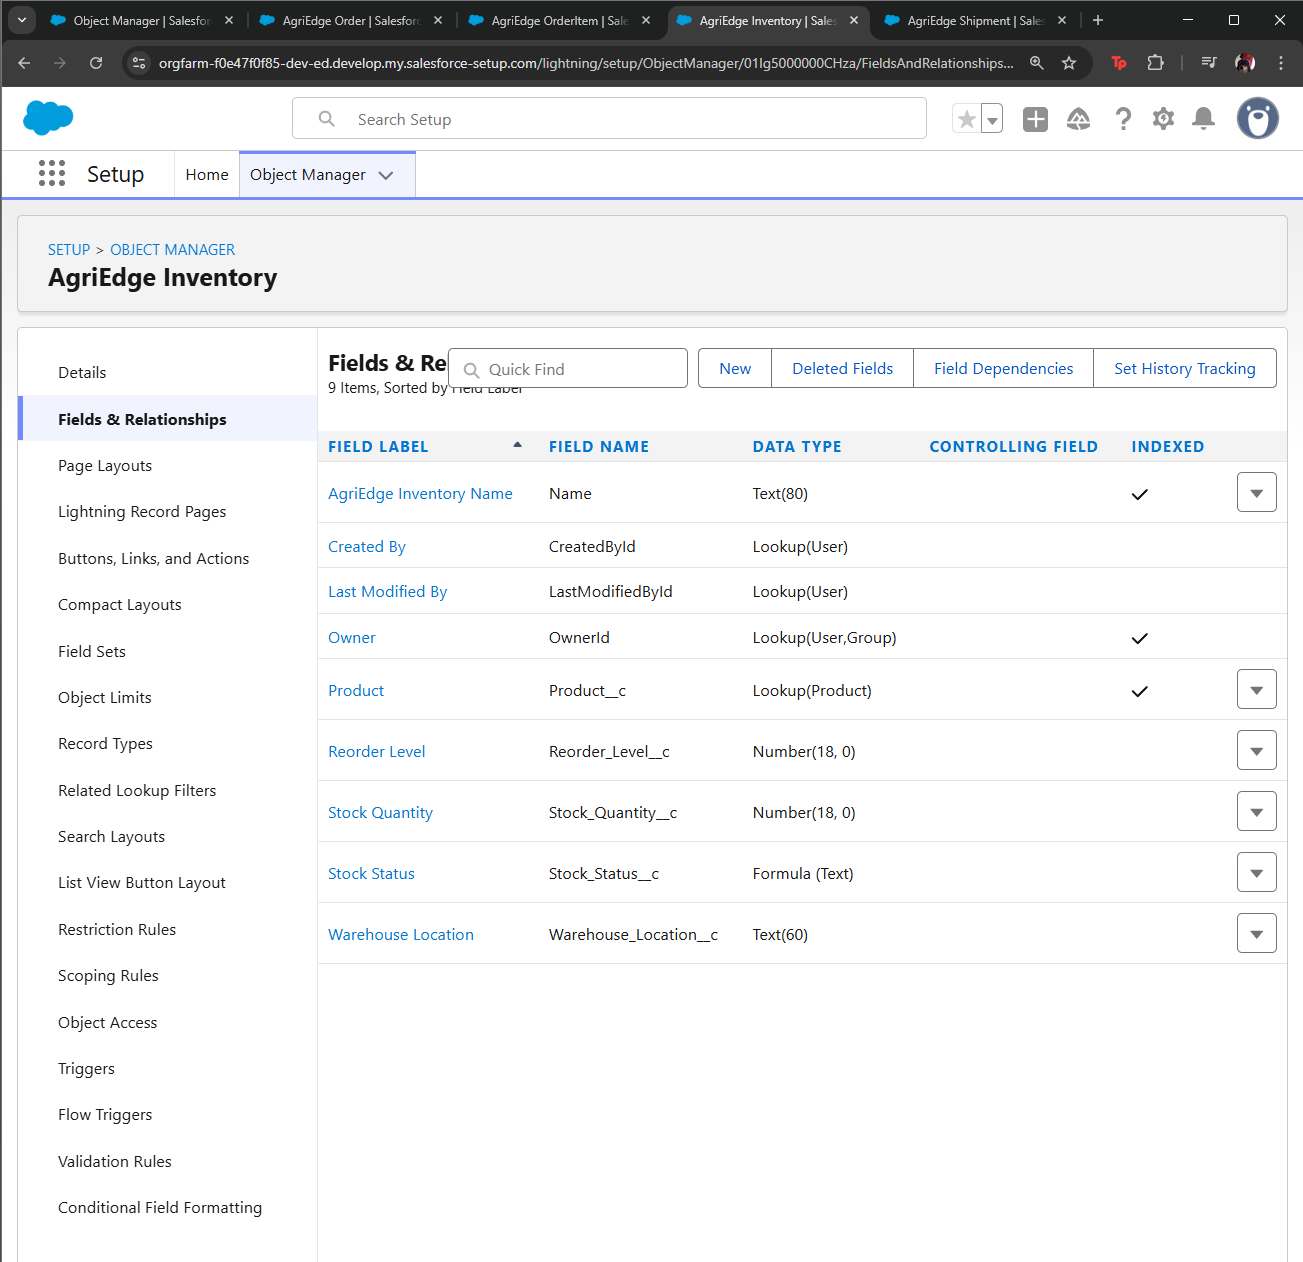 Object Manager | Salesfor
AgriEdge Order | Salesforc
AgriEdge OrderItem | Sale
AgriEdge Inventory | Sales
AgriEdge Shipment | Sales
orgfarm-f0e47f0f85-dev-ed.develop.my.salesforce-setup.com/lightning/setup/ObjectManager/01Ig5000000CHza/FieldsAndRelationships...
Tp
Search Setup
Setup
Home
Object Manager
SETUP > OBJECT MANAGER
AgriEdge Inventory
Details
Fields & Relationships
Page Layouts
Lightning Record Pages
Buttons, Links, and Actions
Compact Layouts
Field Sets
Object Limits
Record Types
Related Lookup Filters
Search Layouts
List View Button Layout
Restriction Rules
Scoping Rules
Object Access
Triggers
Flow Triggers
Validation Rules
Conditional Field Formatting
Fields & Re
9 Items, Sorted by Field Label
Quick Find
New
Deleted Fields
Field Dependencies
Set History Tracking
FIELD LABEL FIELD NAME DATA TYPE CONTROLLING FIELD INDEXED
AgriEdge Inventory Name Name Text(80)
Created By CreatedById Lookup(User)
Last Modified By LastModifiedById Lookup(User)
Owner OwnerId Lookup(User,Group)
Product Product__c Lookup(Product)
Reorder Level Reorder_Level__c Number(18, 0)
Stock Quantity Stock_Quantity__c Number(18, 0)
Stock Status Stock_Status__c Formula (Text)
Warehouse Location Warehouse_Location__c Text(60)